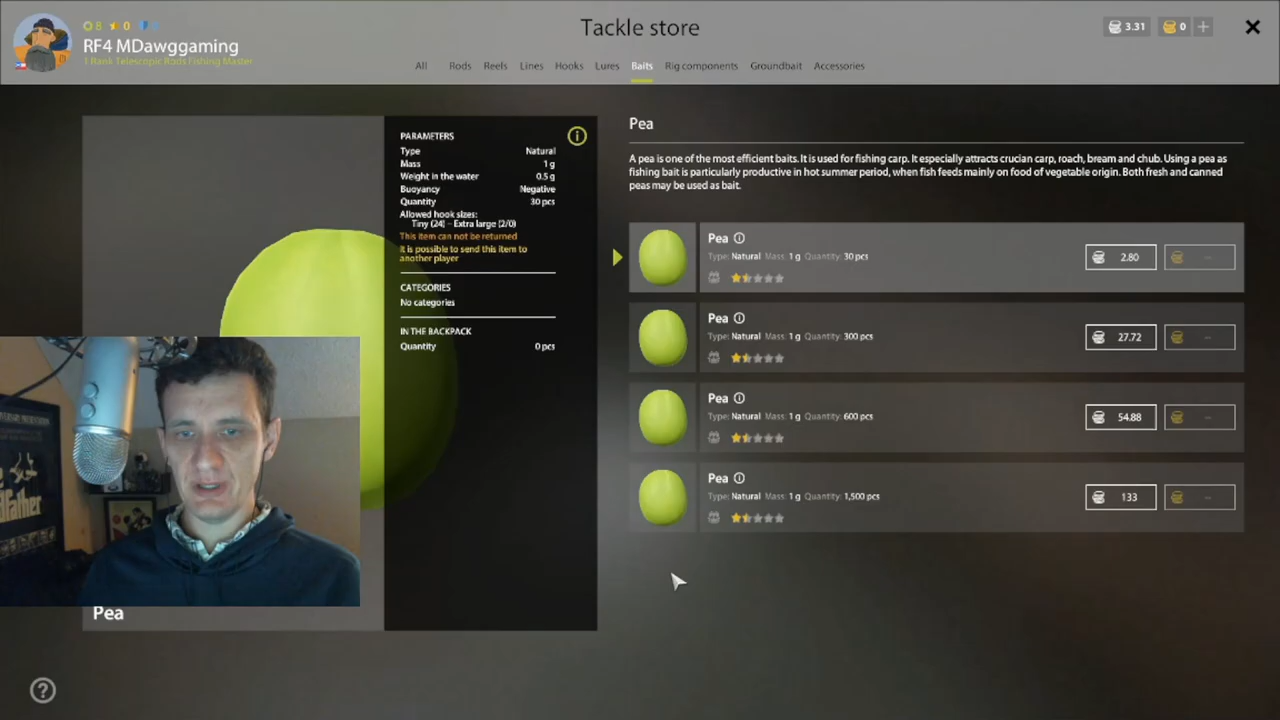 8 0
RF4 MDawggaming
1 Rank Telescopic Rods Fishing Master
Tackle store
3.31 0 +
All Rods Reels Lines Hooks Lures Baits Rig components Groundbait Accessories
PARAMETERS
Type Natural
Mass 1 g
Weight in the water 0.5 g
Buoyancy Negative
Quantity 30 pcs
Allowed hook sizes:
Tiny (24) - Extra large (2/0)
This item can not be returned
It is possible to send this item to
another player
CATEGORIES
No categories
IN THE BACKPACK
Quantity 0 pcs
Pea
Pea
A pea is one of the most efficient baits. It is used for fishing carp. It especially attracts crucian carp, roach, bream and chub. Using a pea as
fishing bait is particularly productive in hot summer period, when fish feeds mainly on food of vegetable origin. Both fresh and canned
peas may be used as bait.
Pea
Type: Natural Mass: 1 g Quantity: 30 pcs
2.80 --
Pea
Type: Natural Mass: 1 g Quantity: 300 pcs
27.72 --
Pea
Type: Natural Mass: 1 g Quantity: 600 pcs
54.88 --
Pea
Type: Natural Mass: 1 g Quantity: 1,500 pcs
133 --
?